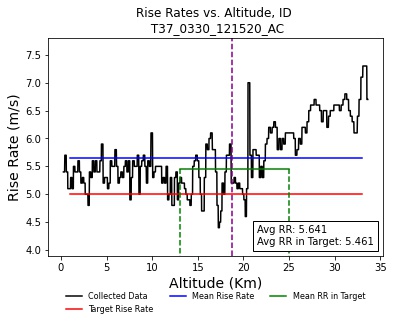 Rise Rates vs. Altitude, ID
T37_0330_121520_AC
Rise Rate (m/s)
7.5
7.0
6.5
6.0
5.5
5.0
4.5
4.0
Avg RR: 5.641
Avg RR in Target: 5.461
0 5 10 15 20 25 30 35
Altitude (Km)
Collected Data Mean Rise Rate Mean RR in Target
Target Rise Rate